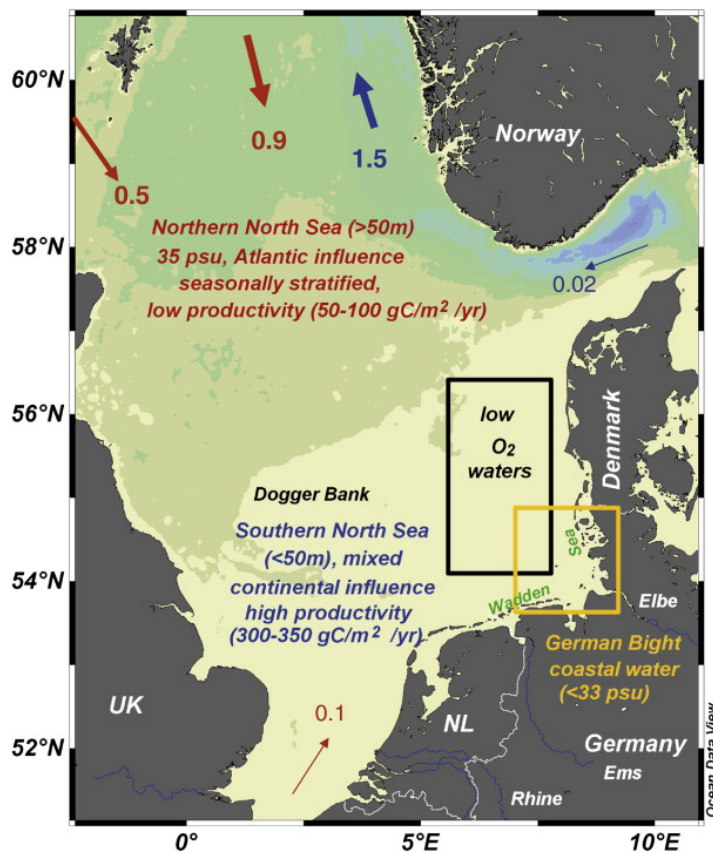 60°N
58°N
56°N
54°N
52°N
0°
5°E
10°E
0.5
0.9
1.5
Norway
0.02
Northern North Sea (>50m)
35 psu, Atlantic influence
seasonally stratified,
low productivity (50-100 gC/m² /yr)
low
O₂
waters
Denmark
Dogger Bank
Southern North Sea
(<50m), mixed
continental influence
high productivity
(300-350 gC/m² /yr)
Wadden
Sea
Elbe
German Bight
coastal water
(<33 psu)
UK
0.1
NL
Germany
Ems
Rhine
Ocean Data View